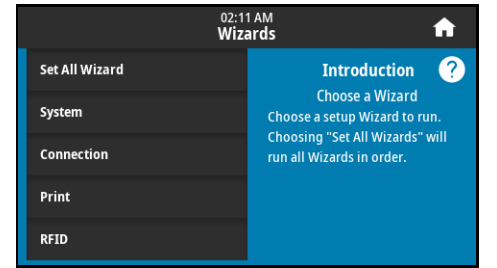 02:11 AM
Wizards
Set All Wizard
System
Connection
Print
RFID
Introduction
?
Choose a Wizard
Choose a setup Wizard to run.
Choosing "Set All Wizards" will
run all Wizards in order.